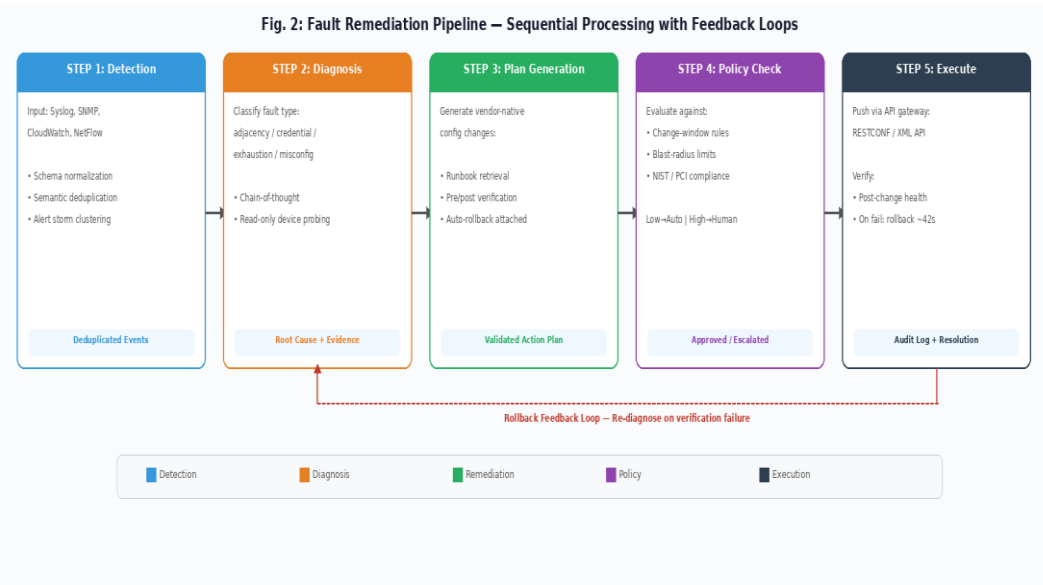 Fig. 2: Fault Remediation Pipeline — Sequential Processing with Feedback Loops
STEP 1: Detection
Input: Syslog, SNMP,
CloudWatch, NetFlow
• Schema normalization
• Semantic deduplication
• Alert storm clustering
Deduplicated Events
STEP 2: Diagnosis
Classify fault type:
adjacency / credential /
exhaustion / misconfig
• Chain-of-thought
• Read-only device probing
Root Cause + Evidence
STEP 3: Plan Generation
Generate vendor-native
config changes:
• Runbook retrieval
• Pre/post verification
• Auto-rollback attached
Validated Action Plan
STEP 4: Policy Check
Evaluate against:
• Change-window rules
• Blast-radius limits
• NIST / PCI compliance
Low→Auto | High→Human
Approved / Escalated
STEP 5: Execute
Push via API gateway:
RESTCONF / XML API
Verify:
• Post-change health
• On fail: rollback ~42s
Audit Log + Resolution
Rollback Feedback Loop — Re-diagnose on verification failure
Detection
Diagnosis
Remediation
Policy
Execution